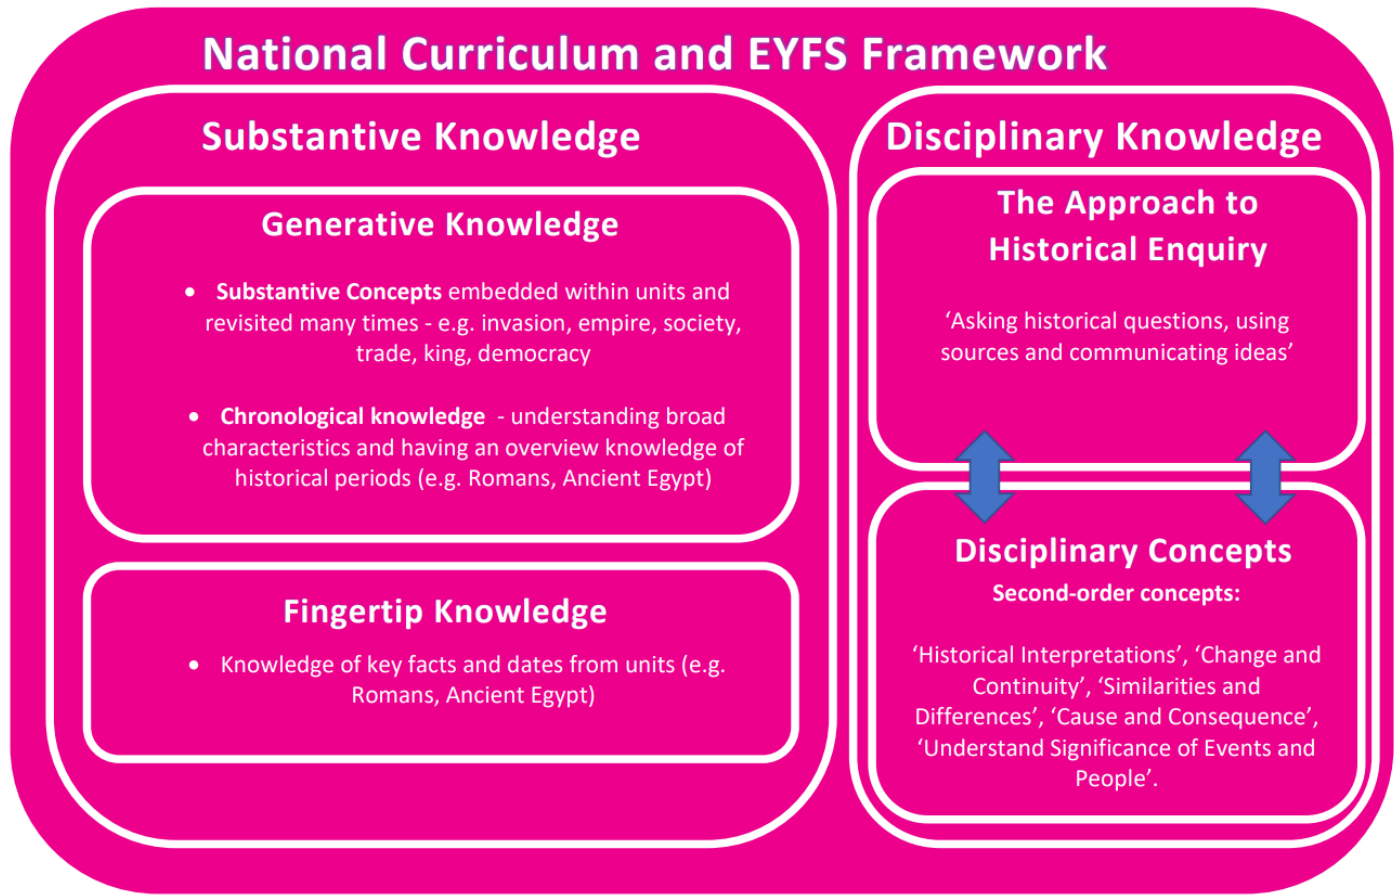 National Curriculum and EYFS Framework
Substantive Knowledge
Generative Knowledge
• Substantive Concepts embedded within units and
revisited many times - e.g. invasion, empire, society,
trade, king, democracy
• Chronological knowledge - understanding broad
characteristics and having an overview knowledge of
historical periods (e.g. Romans, Ancient Egypt)
Fingertip Knowledge
• Knowledge of key facts and dates from units (e.g.
Romans, Ancient Egypt)
Disciplinary Knowledge
The Approach to
Historical Enquiry
‘Asking historical questions, using
sources and communicating ideas’
Disciplinary Concepts
Second-order concepts:
‘Historical Interpretations’, ‘Change and
Continuity’, ‘Similarities and
Differences’, ‘Cause and Consequence’,
‘Understand Significance of Events and
People’.